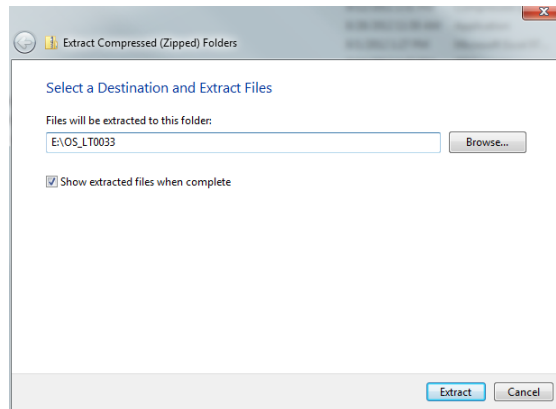 Extract Compressed (Zipped) Folders
Select a Destination and Extract Files
Files will be extracted to this folder:
E:\OS_LT0033
Browse...
Show extracted files when complete
Extract
Cancel